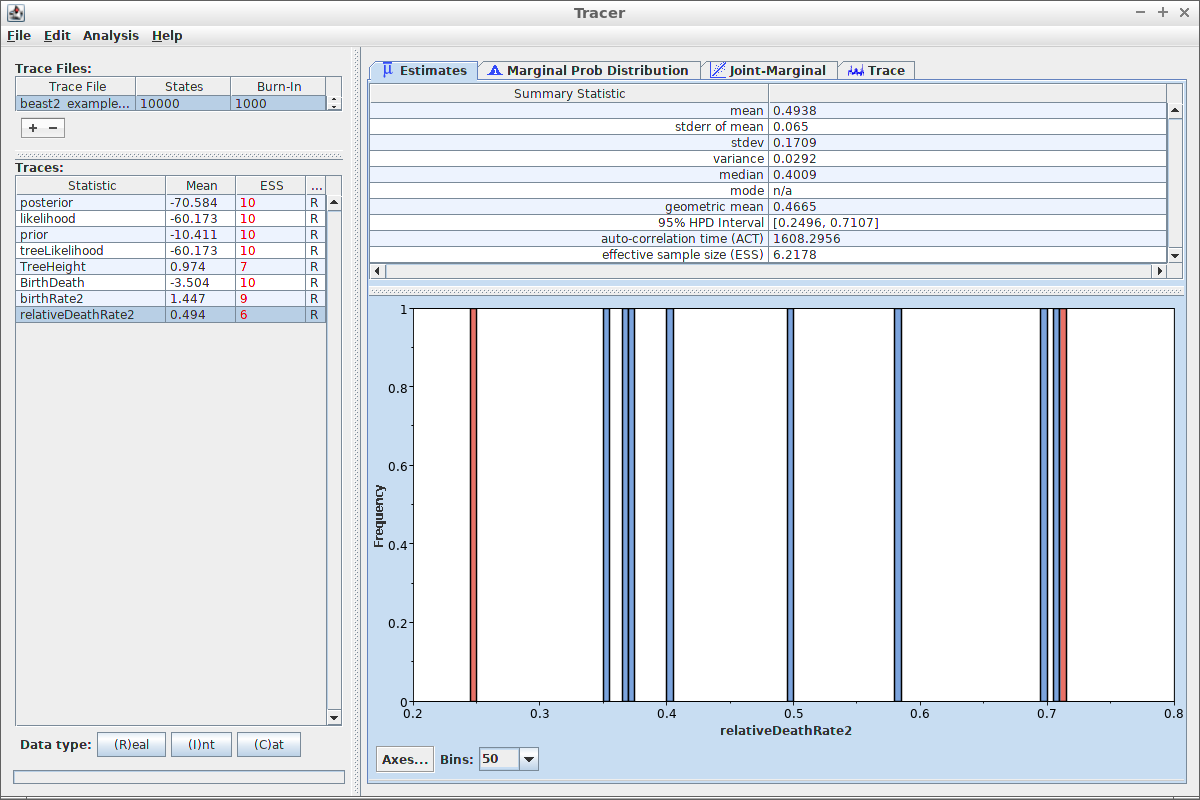 Tracer
File Edit Analysis Help
Trace Files:
Trace File States Burn-In
beast2_example... 10000 1000
+ −
Traces:
Statistic Mean ESS ...
posterior -70.584 10 R
likelihood -60.173 10 R
prior -10.411 10 R
treeLikelihood -60.173 10 R
TreeHeight 0.974 7 R
BirthDeath -3.504 10 R
birthRate2 1.447 9 R
relativeDeathRate2 0.494 6 R
Data type: (R)eal (I)nt (C)at
μ Estimates Marginal Prob Distribution Joint-Marginal Trace
Summary Statistic
mean 0.4938
stderr of mean 0.065
stdev 0.1709
variance 0.0292
median 0.4009
mode n/a
geometric mean 0.4665
95% HPD Interval [0.2496, 0.7107]
auto-correlation time (ACT) 1608.2956
effective sample size (ESS) 6.2178
1
0.8
0.6
0.4
0.2
0
Frequency
0.2 0.3 0.4 0.5 0.6 0.7 0.8
relativeDeathRate2
Axes... Bins: 50